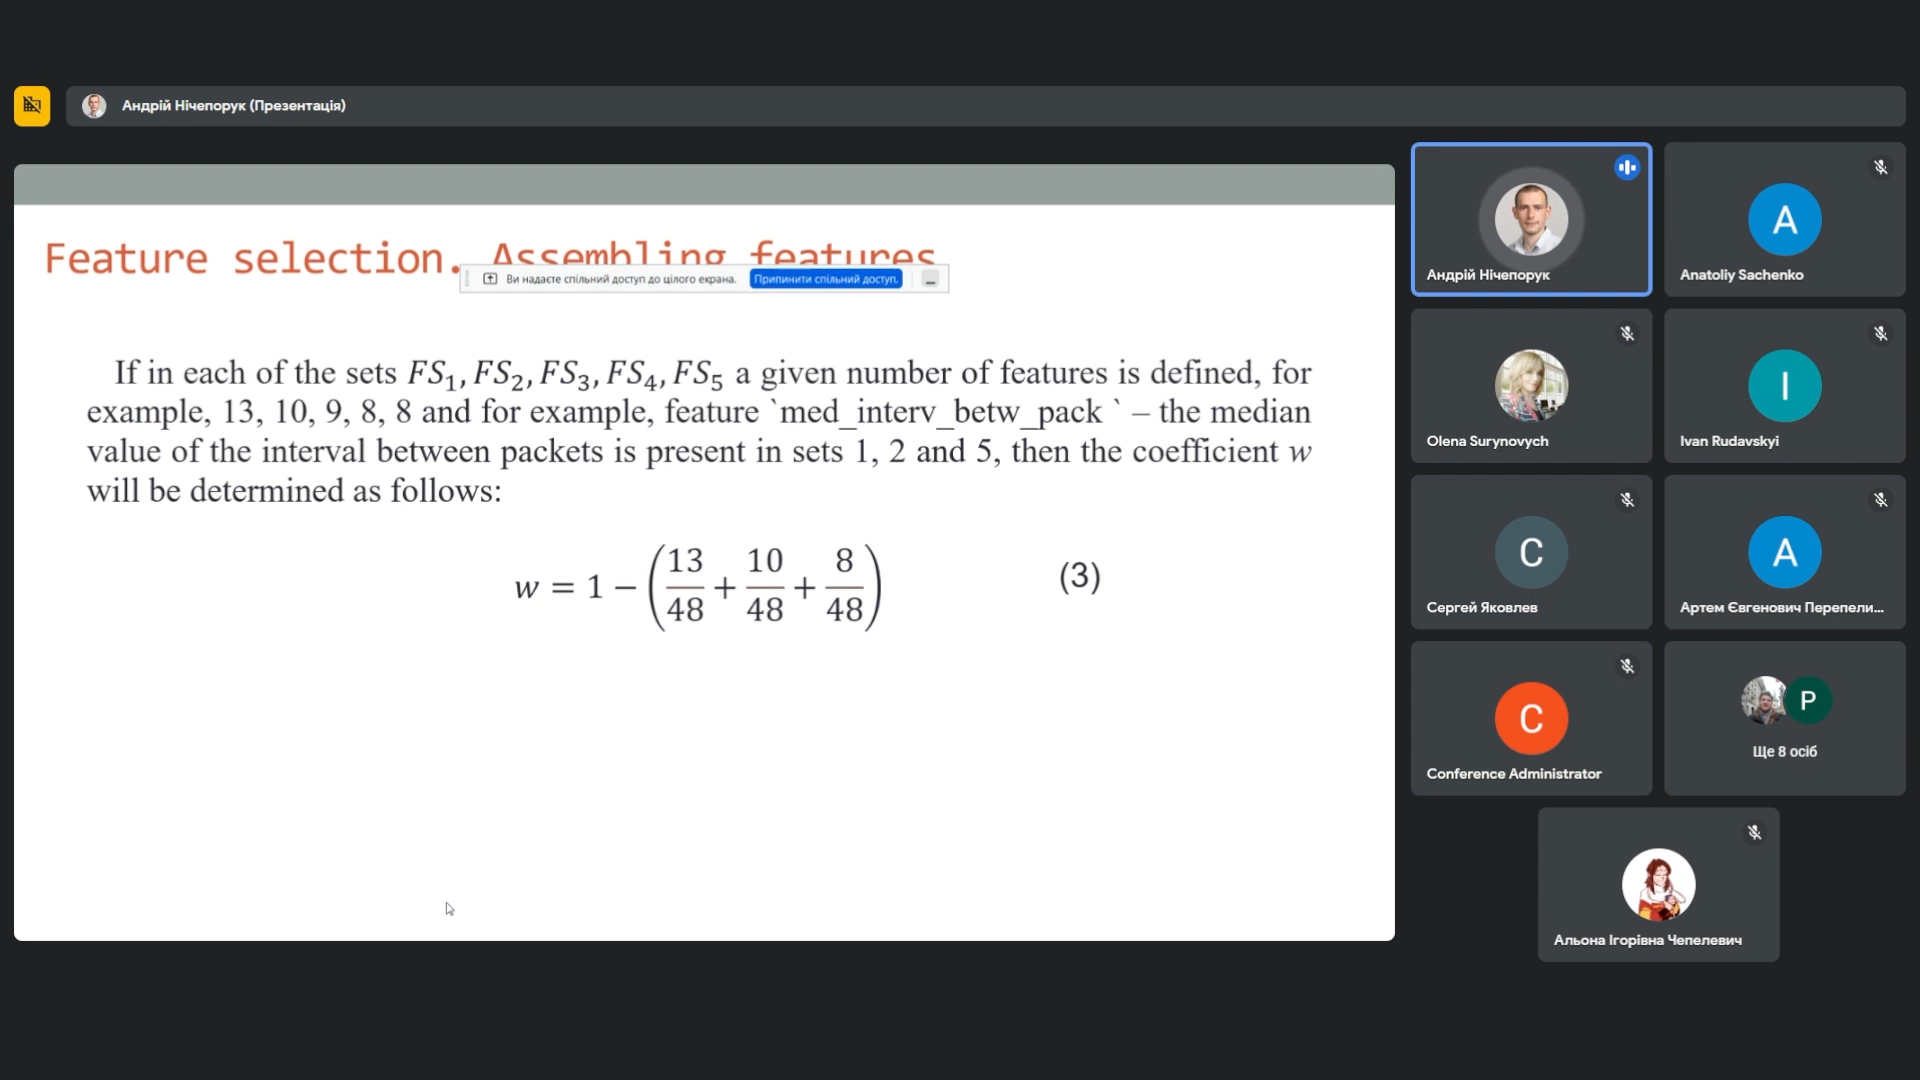 Андрій Нічепорук (Презентація)
Feature selection. Assembling features
Ви надаєте спільний доступ до цілого екрана. Припинити спільний доступ.
If in each of the sets FS₁, FS₂, FS₃, FS₄, FS₅ a given number of features is defined, for
example, 13, 10, 9, 8, 8 and for example, feature `med_interv_betw_pack ` – the median
value of the interval between packets is present in sets 1, 2 and 5, then the coefficient w
will be determined as follows:
w = 1 − (13/48 + 10/48 + 8/48) (3)
Андрій Нічепорук
A
Anatoliy Sachenko
Olena Surynovych
I
Ivan Rudavskyi
С
Сергей Яковлев
А
Артем Євгенович Перепели...
C
Conference Administrator
P
Ще 8 осіб
Альона Ігорівна Чепелевич